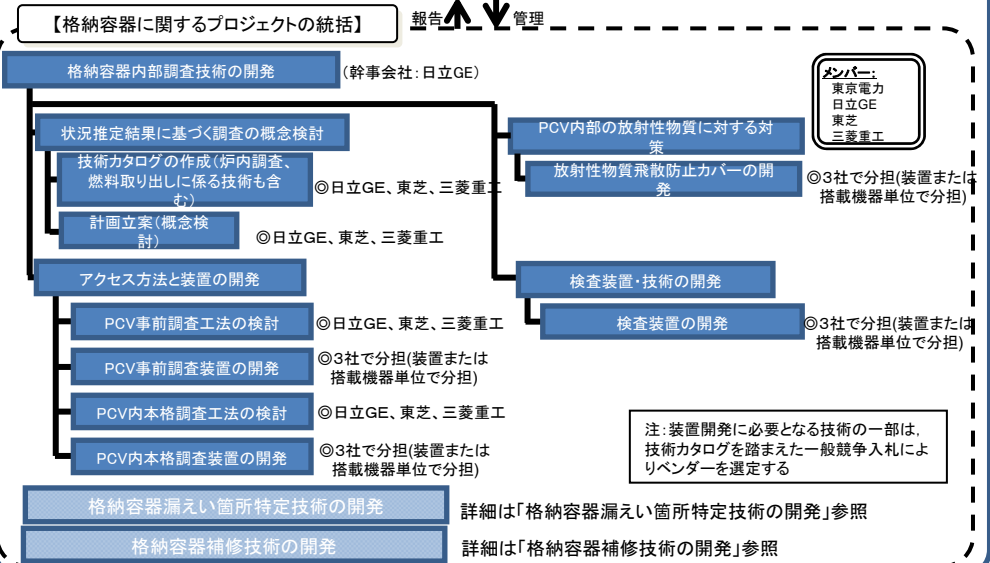 【格納容器に関するプロジェクトの統括】
報告
管理
格納容器内部調査技術の開発
(幹事会社:日立GE)
メンバー:
東京電力
日立GE
東芝
三菱重工
状況推定結果に基づく調査の概念検討
技術カタログの作成(炉内調査、
燃料取り出しに係る技術も含
む)
◎日立GE、東芝、三菱重工
計画立案(概念検
討)
◎日立GE、東芝、三菱重工
アクセス方法と装置の開発
PCV事前調査工法の検討
◎日立GE、東芝、三菱重工
PCV事前調査装置の開発
◎3社で分担(装置または
搭載機器単位で分担)
PCV内本格調査工法の検討
◎日立GE、東芝、三菱重工
PCV内本格調査装置の開発
◎3社で分担(装置または
搭載機器単位で分担)
PCV内部の放射性物質に対する対
策
放射性物質飛散防止カバーの開
発
◎3社で分担(装置または
搭載機器単位で分担)
検査装置・技術の開発
検査装置の開発
◎3社で分担(装置または
搭載機器単位で分担)
注:装置開発に必要となる技術の一部は,
技術カタログを踏まえた一般競争入札によ
りベンダーを選定する
格納容器漏えい箇所特定技術の開発
詳細は「格納容器漏えい箇所特定技術の開発」参照
格納容器補修技術の開発
詳細は「格納容器補修技術の開発」参照